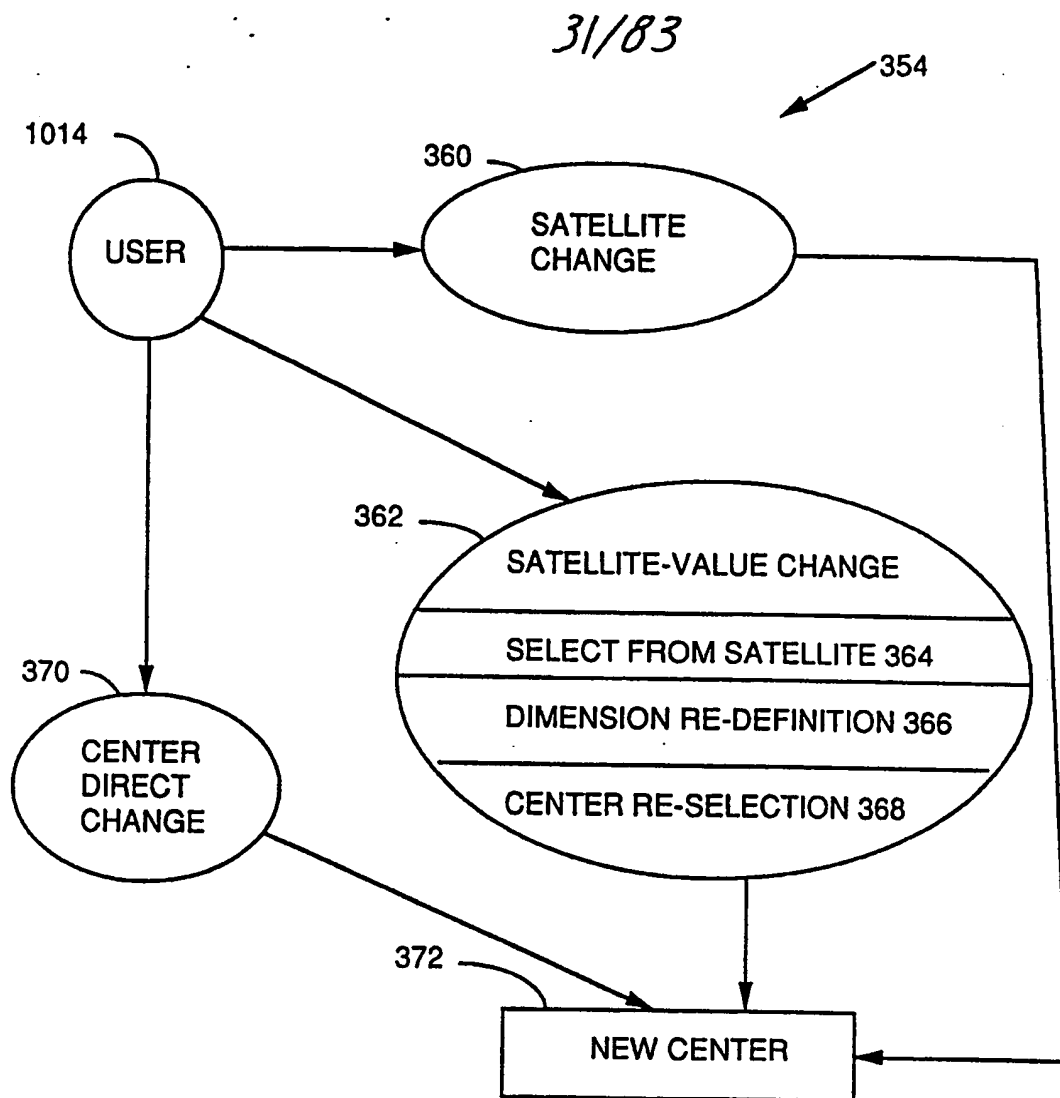 31/83
354
1014
360
USER
SATELLITE
CHANGE
362
SATELLITE-VALUE CHANGE
SELECT FROM SATELLITE 364
DIMENSION RE-DEFINITION 366
CENTER RE-SELECTION 368
370
CENTER
DIRECT
CHANGE
372
NEW CENTER